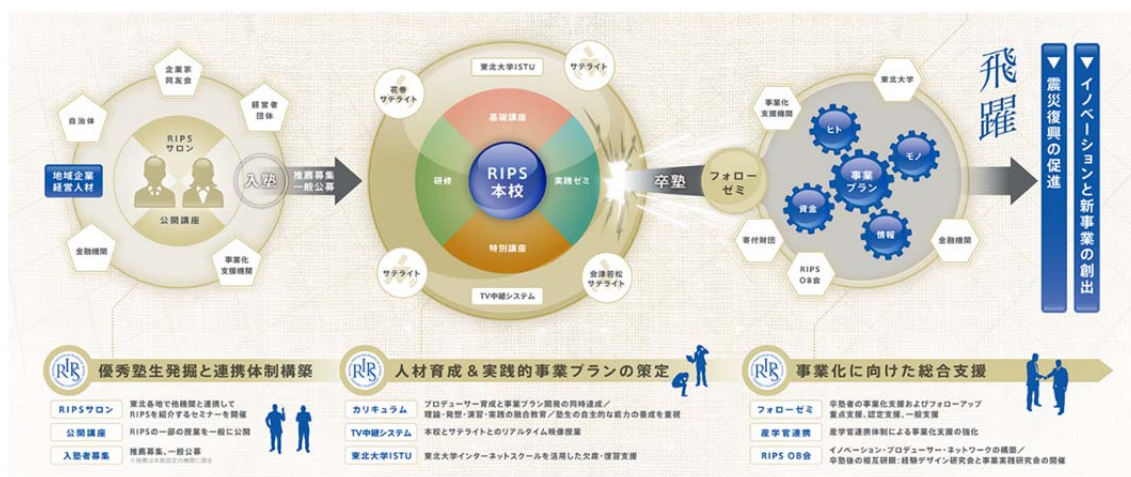 企業家
同友会
自治体
経営者
団体
RIPS
サロン
地域企業
経営人材
公開講座
金融機関
事業化
支援機関
入塾
推薦募集
一般公募
東北大学ISTU
サテライト
花巻
サテライト
基礎講座
研修
RIPS
本校
実践ゼミ
特別講座
サテライト
会津若松
サテライト
TV中継システム
卒塾
フォロー
ゼミ
東北大学
事業化
支援機関
ヒト
モノ
事業
プラン
資金
情報
寄付財団
金融機関
RIPS
OB会
飛躍
▼イノベーションと新事業の創出
▼震災復興の促進
RIPS
優秀塾生発掘と連携体制構築
RIPSサロン
東北各地で他機関と連携して
RIPSを紹介するセミナーを開催
公開講座
RIPSの一部の授業を一般に公開
入塾者募集
推薦募集、一般公募
RIPS
人材育成&実践的事業プランの策定
カリキュラム
プロデューサー育成と事業プラン開発の同時達成／
理論・発想・演習・実践の融合教育／塾生の自主的な能力の養成を重視
TV中継システム
本校とサテライトとのリアルタイム映像授業
東北大学ISTU
東北大学インターネットスクールを活用した欠席・復習支援
RIPS
事業化に向けた総合支援
フォローゼミ
卒塾者の事業化支援およびフォローアップ
重点支援、認定支援、一般支援
産学官連携
産学官連携体制による事業化支援の強化
RIPS OB会
イノベーション・プロデューサー・ネットワークの構築／
卒塾後の相互研鑽：経験デザイン研究会と事業実践研究会の開催